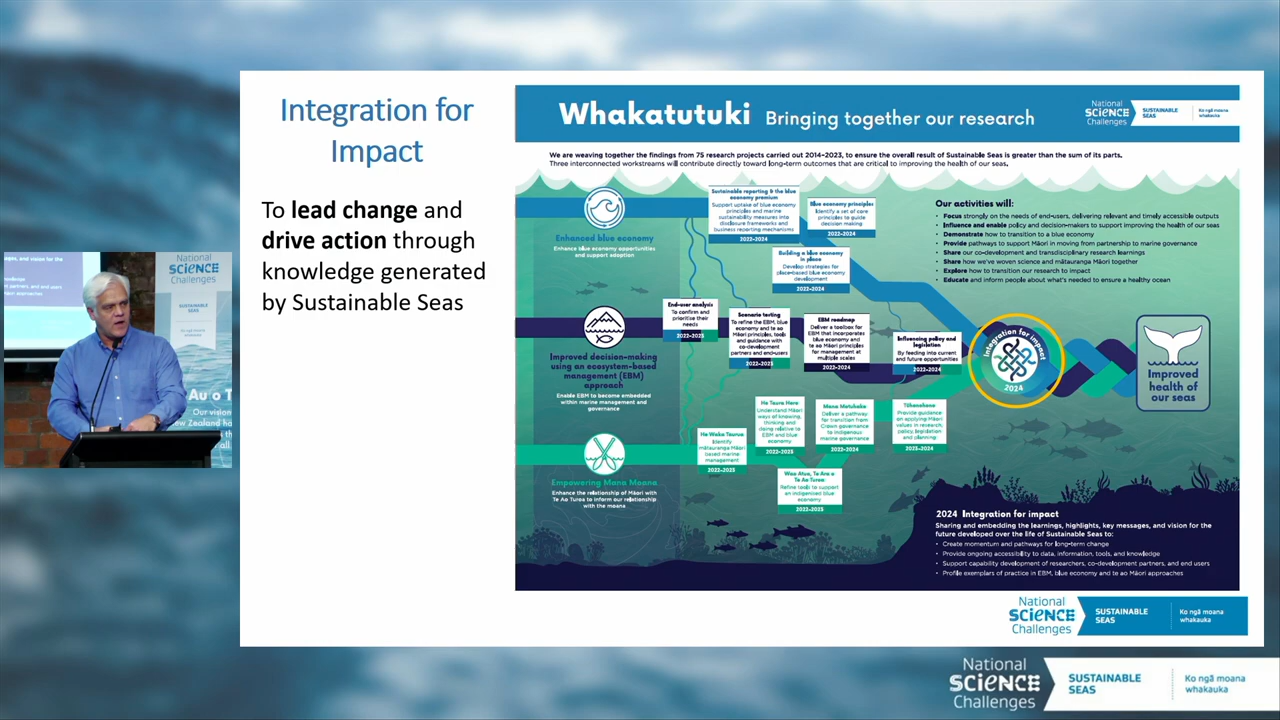 Integration for
Impact
To lead change and
drive action through
knowledge generated
by Sustainable Seas
Whakatutuki Bringing together our research
National
SCIENCE
Challenges
SUSTAINABLE
SEAS
Ko ngā moana
whakauka
We are weaving together the findings from 75 research projects carried out 2014-2023, to ensure the overall result of Sustainable Seas is greater than the sum of its parts.
Three interconnected workstreams will contribute directly toward long-term outcomes that are critical to improving the health of our seas.
Enhanced blue economy
Enhance blue economy opportunities
and support adoption
Sustainable reporting & the blue
economy premium
Support uptake of blue economy
principles and marine
sustainability measures into
disclosure frameworks and
business reporting mechanisms
2022-2024
Blue economy principles
Identify a set of core
principles to guide
decision making
2022-2024
Building a blue economy
in place
Develop strategies for
place-based blue economy
development
2022-2024
Our activities will:
• Focus strongly on the needs of end-users, delivering relevant and timely accessible outputs
• Influence and enable policy and decision-makers to support improving the health of our seas
• Demonstrate how to transition to a blue economy
• Provide pathways to support Māori in moving from partnership to marine governance
• Share our co-development and transdisciplinary research learnings
• Share how we've woven science and mātauranga Māori together
• Explore how to transition our research to impact
• Educate and inform people about what's needed to ensure a healthy ocean
Improved decision-making
using an ecosystem-based
management (EBM)
approach
Enable EBM to become embedded
within marine management and
governance
End-user analysis
To confirm and
prioritise their
needs
2022-2023
Scenario testing
To refine the EBM, blue
economy and te ao
Māori principles, tools
and guidance with
co-development
partners and end-users
2022-2023
EBM roadmap
Deliver a toolbox for
EBM that incorporates
blue economy and
te ao Māori principles
for management at
multiple scales
2022-2024
Influencing policy and
legislation
By feeding into current
and future opportunities
2022-2024
Integration for impact
2014
Improved
health of
our seas
Empowering Mana Moana
Enhance the relationship of Māori with
Te Ao Turoa to inform our relationship
with the moana
He Waka Taurua
Identify
mātauranga Māori
based marine
management
2022-2023
He Taura Here
Understand Māori
ways of knowing,
thinking and
doing relative to
EBM and blue
economy
2022-2023
Mana Motuhake
Deliver a pathway
for transition from
Crown governance
to indigenous
marine governance
2022-2024
Provide guidance
on applying Māori
values in research,
policy, legislation
and planning
2023-2024
Wao Atua, Te Ara o
Te Ao Turoa
Refine tools to support
an indigenised blue
economy
2022-2023
2024 Integration for impact
Sharing and embedding the learnings, highlights, key messages, and vision for the
future developed over the life of Sustainable Seas to:
• Create momentum and pathways for long-term change
• Provide ongoing accessibility to data, information, tools, and knowledge
• Support capability development of researchers, co-development partners, and end users
• Profile exemplars of practice in EBM, blue economy and te ao Māori approaches
National
SCIENCE
Challenges
SUSTAINABLE
SEAS
Ko ngā moana
whakauka
National
SCIENCE
Challenges
SUSTAINABLE
SEAS
Au o T
Our vision
New Zealand ha
National
SCIENCE
Challenges
SUSTAINABLE
SEAS
Ko ngā moana
whakauka